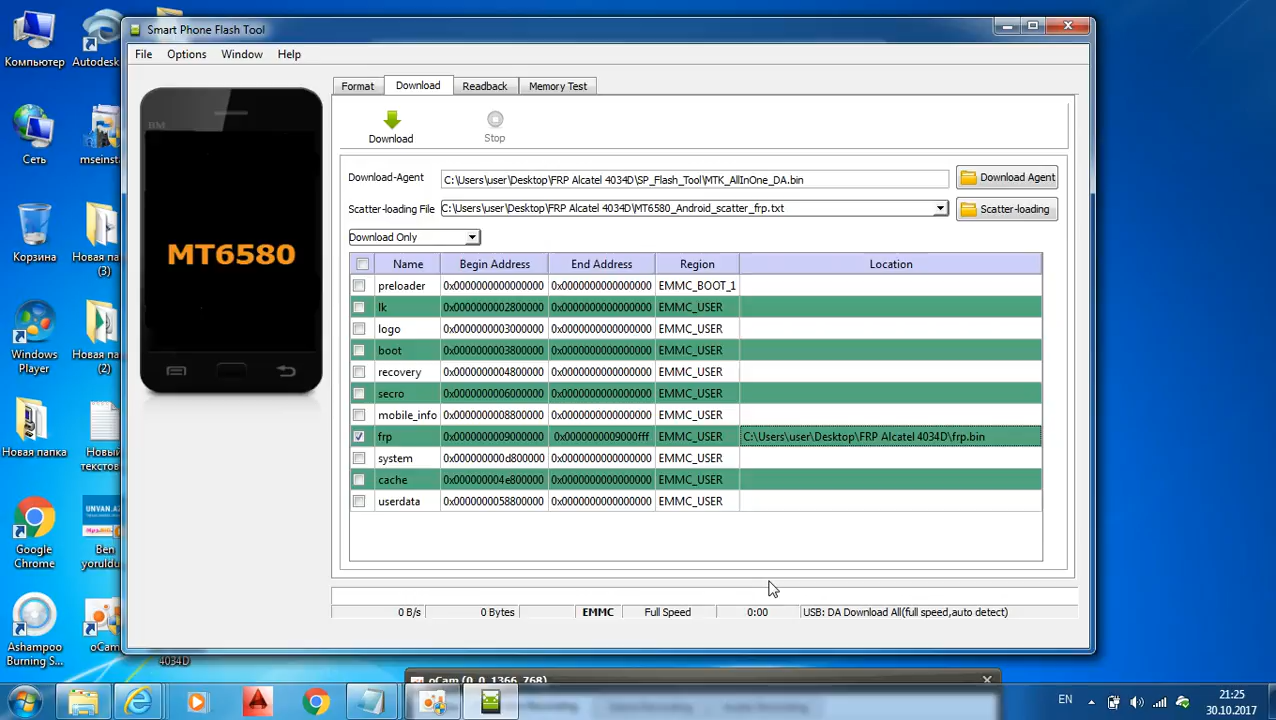 Smart Phone Flash Tool
File Options Window Help
Компьютер
Autodesk
Format Download Readback Memory Test
BM
Download Stop
Download-Agent C:\Users\user\Desktop\FRP Alcatel 4034D\SP_Flash_Tool\MTK_AllInOne_DA.bin Download Agent
Scatter-loading File C:\Users\user\Desktop\FRP Alcatel 4034D\MT6580_Android_scatter_frp.txt Scatter-loading
Download Only
MT6580
Name Begin Address End Address Region Location
preloader 0x0000000000000000 0x0000000000000000 EMMC_BOOT_1
lk 0x0000000002800000 0x0000000000000000 EMMC_USER
logo 0x0000000003000000 0x0000000000000000 EMMC_USER
boot 0x0000000003800000 0x0000000000000000 EMMC_USER
recovery 0x0000000004800000 0x0000000000000000 EMMC_USER
secro 0x0000000006000000 0x0000000000000000 EMMC_USER
mobile_info 0x0000000008800000 0x0000000000000000 EMMC_USER
frp 0x0000000009000000 0x0000000009000fff EMMC_USER C:\Users\user\Desktop\FRP Alcatel 4034D\frp.bin
system 0x000000000d800000 0x0000000000000000 EMMC_USER
cache 0x000000004e800000 0x0000000000000000 EMMC_USER
userdata 0x0000000058800000 0x0000000000000000 EMMC_USER
0 B/s 0 Bytes EMMC Full Speed 0:00 USB: DA Download All(full speed,auto detect)
Сеть
mseinst
Корзина
Новая па
(3)
Windows
Player
Новая па
(2)
Новая папка
Новый
текстов
Google
Chrome
UNVAN.AZ
Ben
yoruldu
Ashampoo
Burning S...
oCa
4034D
oCam (0, 0, 1366, 768)
EN
21:25
30.10.2017